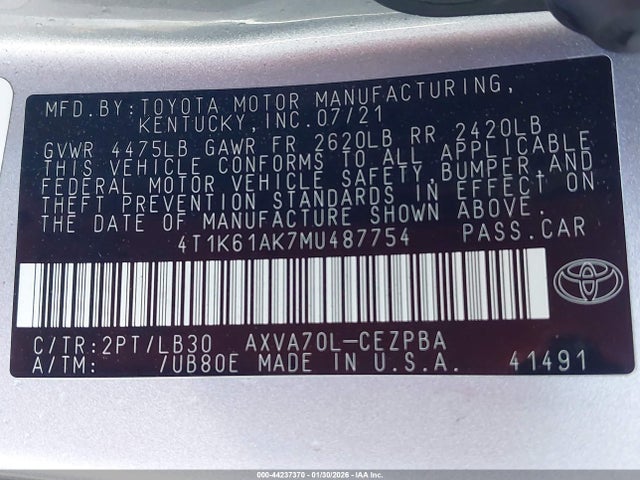 MFD.BY:TOYOTA MOTOR MANUFACTURING,
KENTUCKY,INC.07/21
GVWR 4475LB GAWR FR 2620LB RR 2420LB
THIS VEHICLE CONFORMS TO ALL APPLICABLE
FEDERAL MOTOR VEHICLE SAFETY,BUMPER,AND
THEFT PREVENTION STANDARDS IN EFFECT ON
THE DATE OF MANUFACTURE SHOWN ABOVE.
4T1K61AK7MU487754 PASS.CAR
C/TR:2PT/LB30 AXVA70L-CEZPBA
A/TM: /UB80E MADE IN U.S.A. 41491
000-44237370 - 01/30/2026 - IAA Inc.